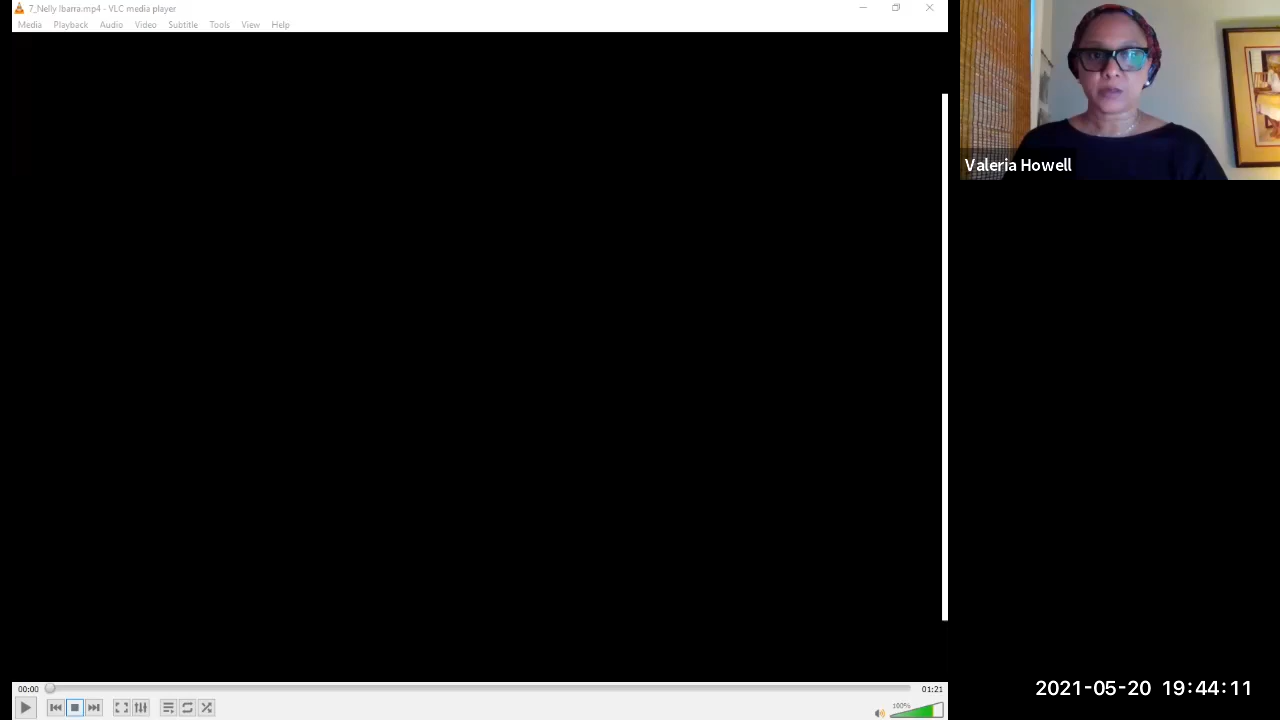 7_Nelly Ibarra.mp4 - VLC media player
Media Playback Audio Video Subtitle Tools View Help
Valeria Howell
00:00
01:21
100%
2021-05-20 19:44:11